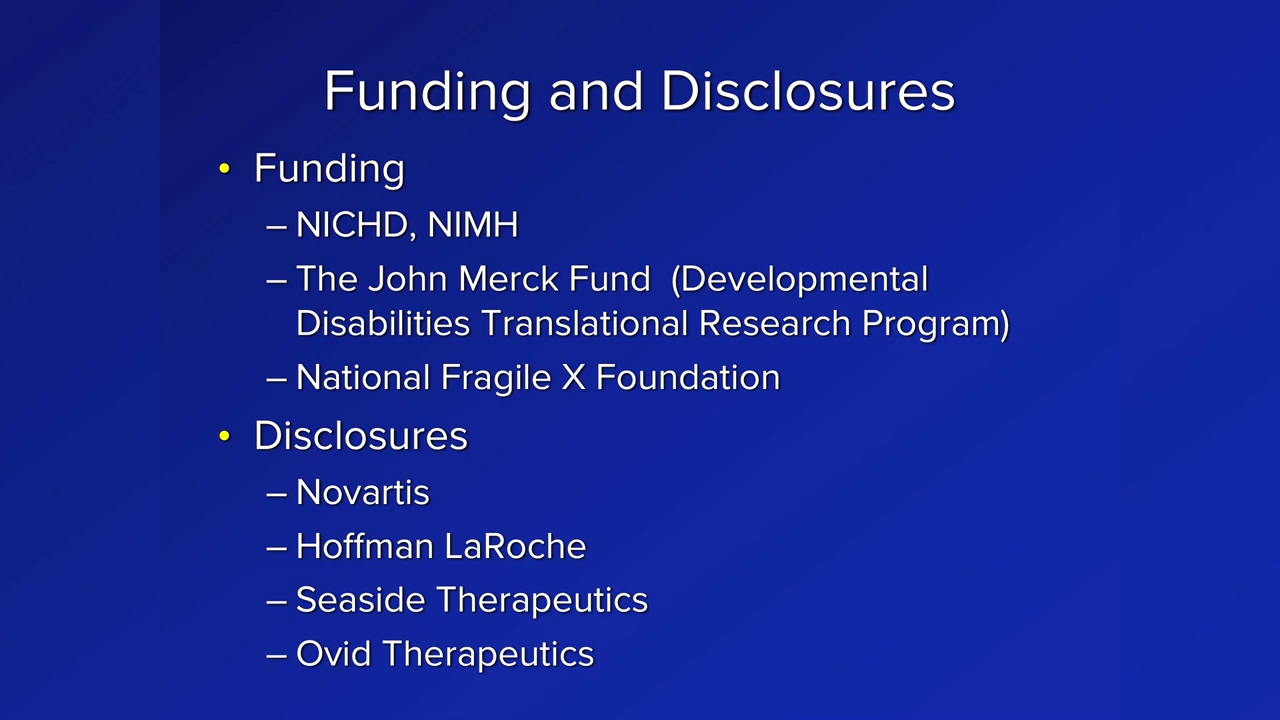 Funding and Disclosures
• Funding
– NICHD, NIMH
– The John Merck Fund  (Developmental
Disabilities Translational Research Program)
– National Fragile X Foundation
• Disclosures
– Novartis
– Hoffman LaRoche
– Seaside Therapeutics
– Ovid Therapeutics